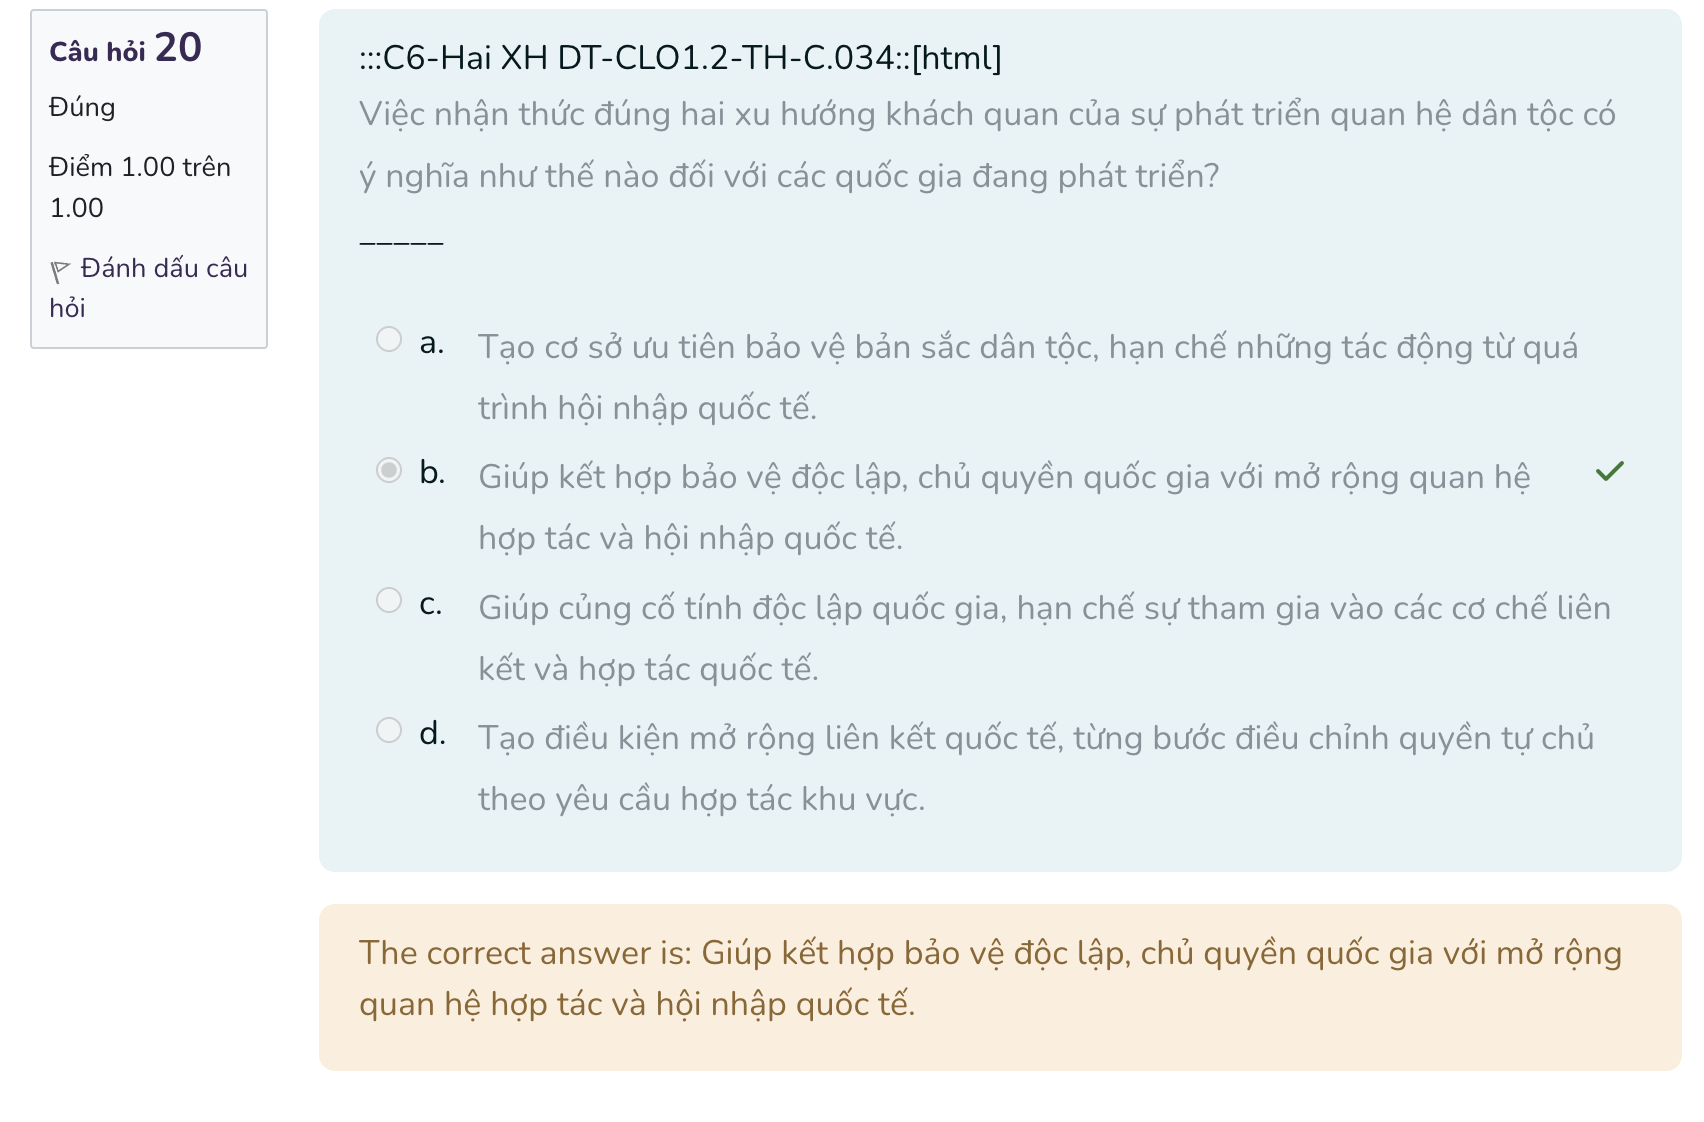 Câu hỏi 20
Đúng
Điểm 1.00 trên
1.00
Đánh dấu câu
hỏi
:::C6-Hai XH DT-CLO1.2-TH-C.034::[html]
Việc nhận thức đúng hai xu hướng khách quan của sự phát triển quan hệ dân tộc có
ý nghĩa như thế nào đối với các quốc gia đang phát triển?
_____
a. Tạo cơ sở ưu tiên bảo vệ bản sắc dân tộc, hạn chế những tác động từ quá
trình hội nhập quốc tế.
b. Giúp kết hợp bảo vệ độc lập, chủ quyền quốc gia với mở rộng quan hệ
hợp tác và hội nhập quốc tế.
c. Giúp củng cố tính độc lập quốc gia, hạn chế sự tham gia vào các cơ chế liên
kết và hợp tác quốc tế.
d. Tạo điều kiện mở rộng liên kết quốc tế, từng bước điều chỉnh quyền tự chủ
theo yêu cầu hợp tác khu vực.
The correct answer is: Giúp kết hợp bảo vệ độc lập, chủ quyền quốc gia với mở rộng
quan hệ hợp tác và hội nhập quốc tế.